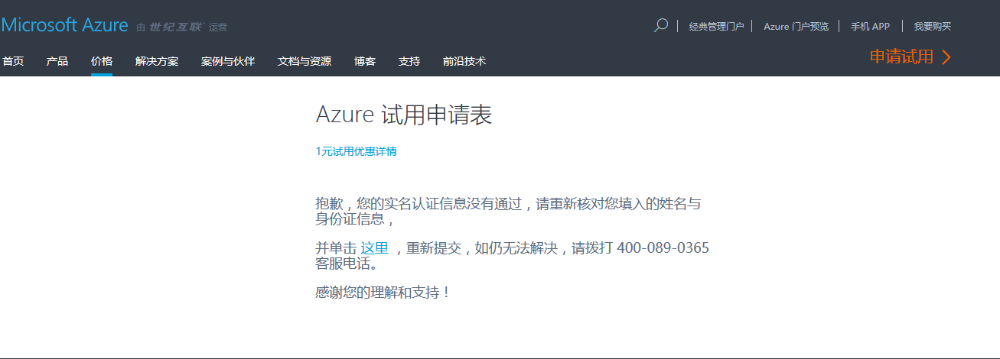 Microsoft Azure 由 世纪互联 运营
经典管理门户 Azure 门户预览 手机 APP 我要购买
首页 产品 价格 解决方案 案例与伙伴 文档与资源 博客 支持 前沿技术
申请试用
Azure 试用申请表
1元试用优惠详情
抱歉，您的实名认证信息没有通过，请重新核对您填入的姓名与
身份证信息，
并单击 这里 ，重新提交，如仍无法解决，请拨打 400-089-0365
客服电话。
感谢您的理解和支持！